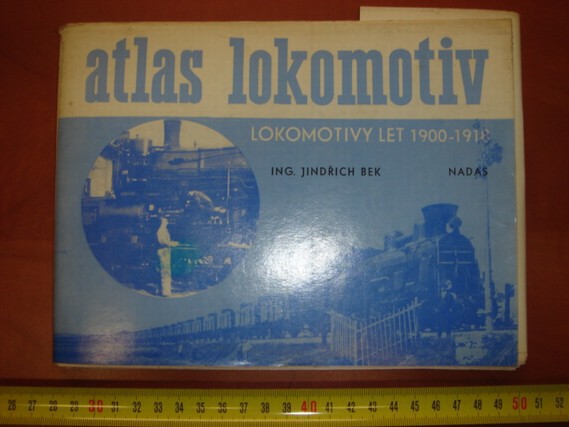 atlas lokomotiv
LOKOMOTIVY LET 1900-1918
ING. JINDŘICH BEK NADAS
26 27 28 29 30 31 32 33 34 35 36 37 38 39 40 41 42 43 44 45 46 47 48 49 50 51 52